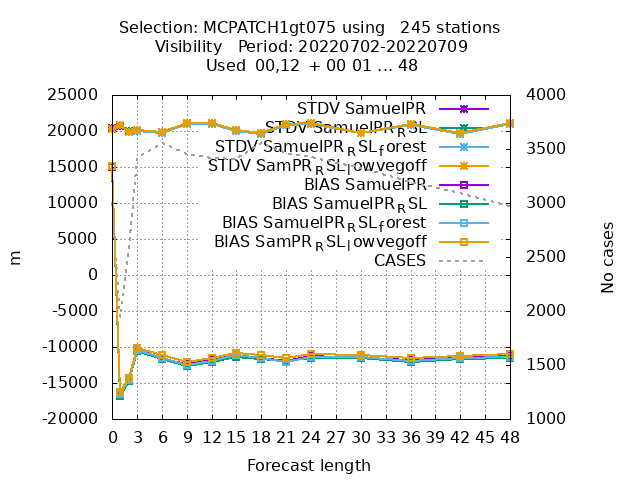 Selection: MCPATCH1gt075 using   245 stations
Visibility   Period: 20220702-20220709
Used  00,12  + 00 01 ... 48
25000
20000
15000
10000
5000
0
-5000
-10000
-15000
-20000
m
4000
3500
3000
2500
2000
1500
1000
No cases
STDV SamuelPR
STDV SamuelPR_RSL
STDV SamuelPR_RSL_forest
STDV SamPR_RSL_lowvegoff
BIAS SamuelPR
BIAS SamuelPR_RSL
BIAS SamuelPR_RSL_forest
BIAS SamPR_RSL_lowvegoff
CASES
0 3 6 9 12 15 18 21 24 27 30 33 36 39 42 45 48
Forecast length